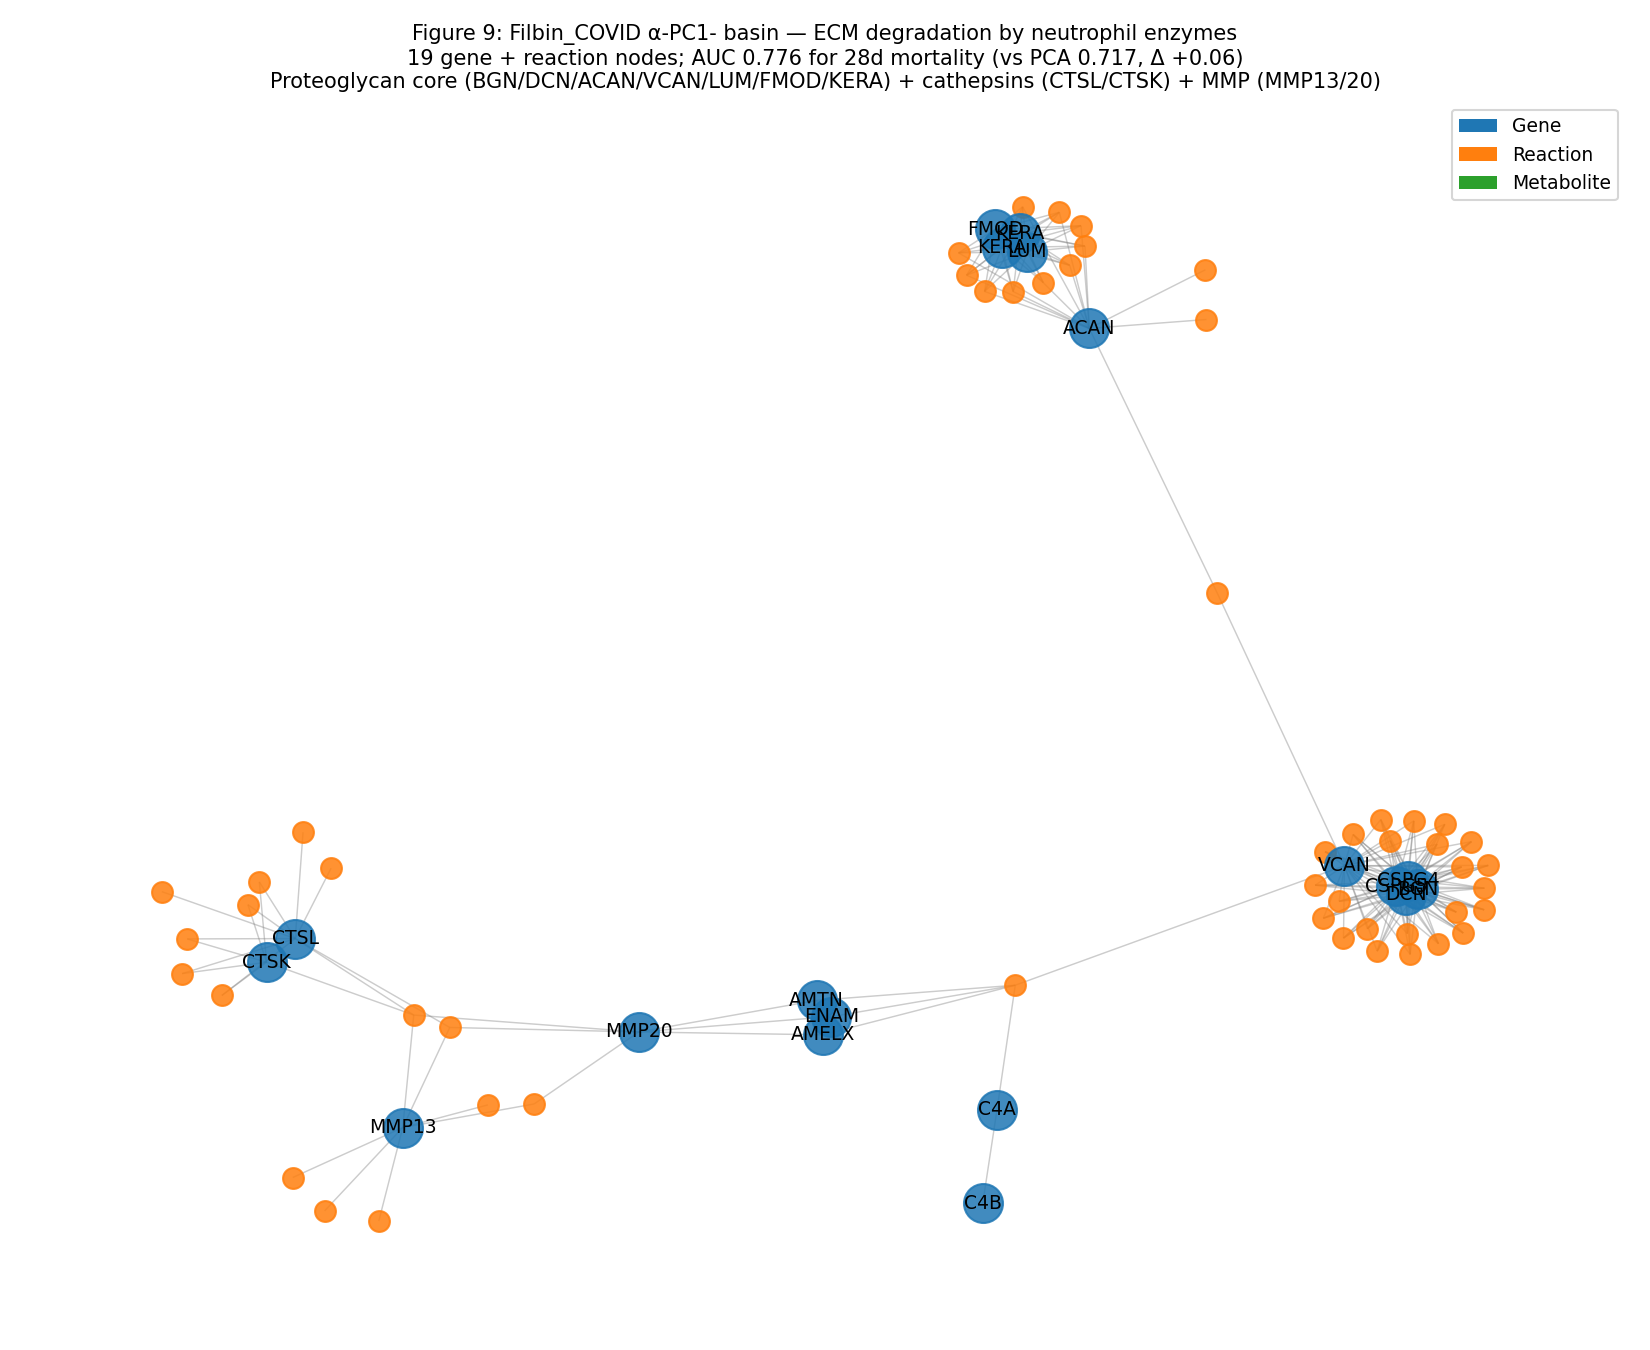 Figure 9: Filbin_COVID α-PC1- basin — ECM degradation by neutrophil enzymes
19 gene + reaction nodes; AUC 0.776 for 28d mortality (vs PCA 0.717, Δ +0.06)
Proteoglycan core (BGN/DCN/ACAN/VCAN/LUM/FMOD/KERA) + cathepsins (CTSL/CTSK) + MMP (MMP13/20)
Gene
Reaction
Metabolite
FMOD
KERA
KERA
LUM
ACAN
VCAN
CSPG4
BGN
DCN
CTSL
CTSK
AMTN
ENAM
AMELX
MMP20
MMP13
C4A
C4B